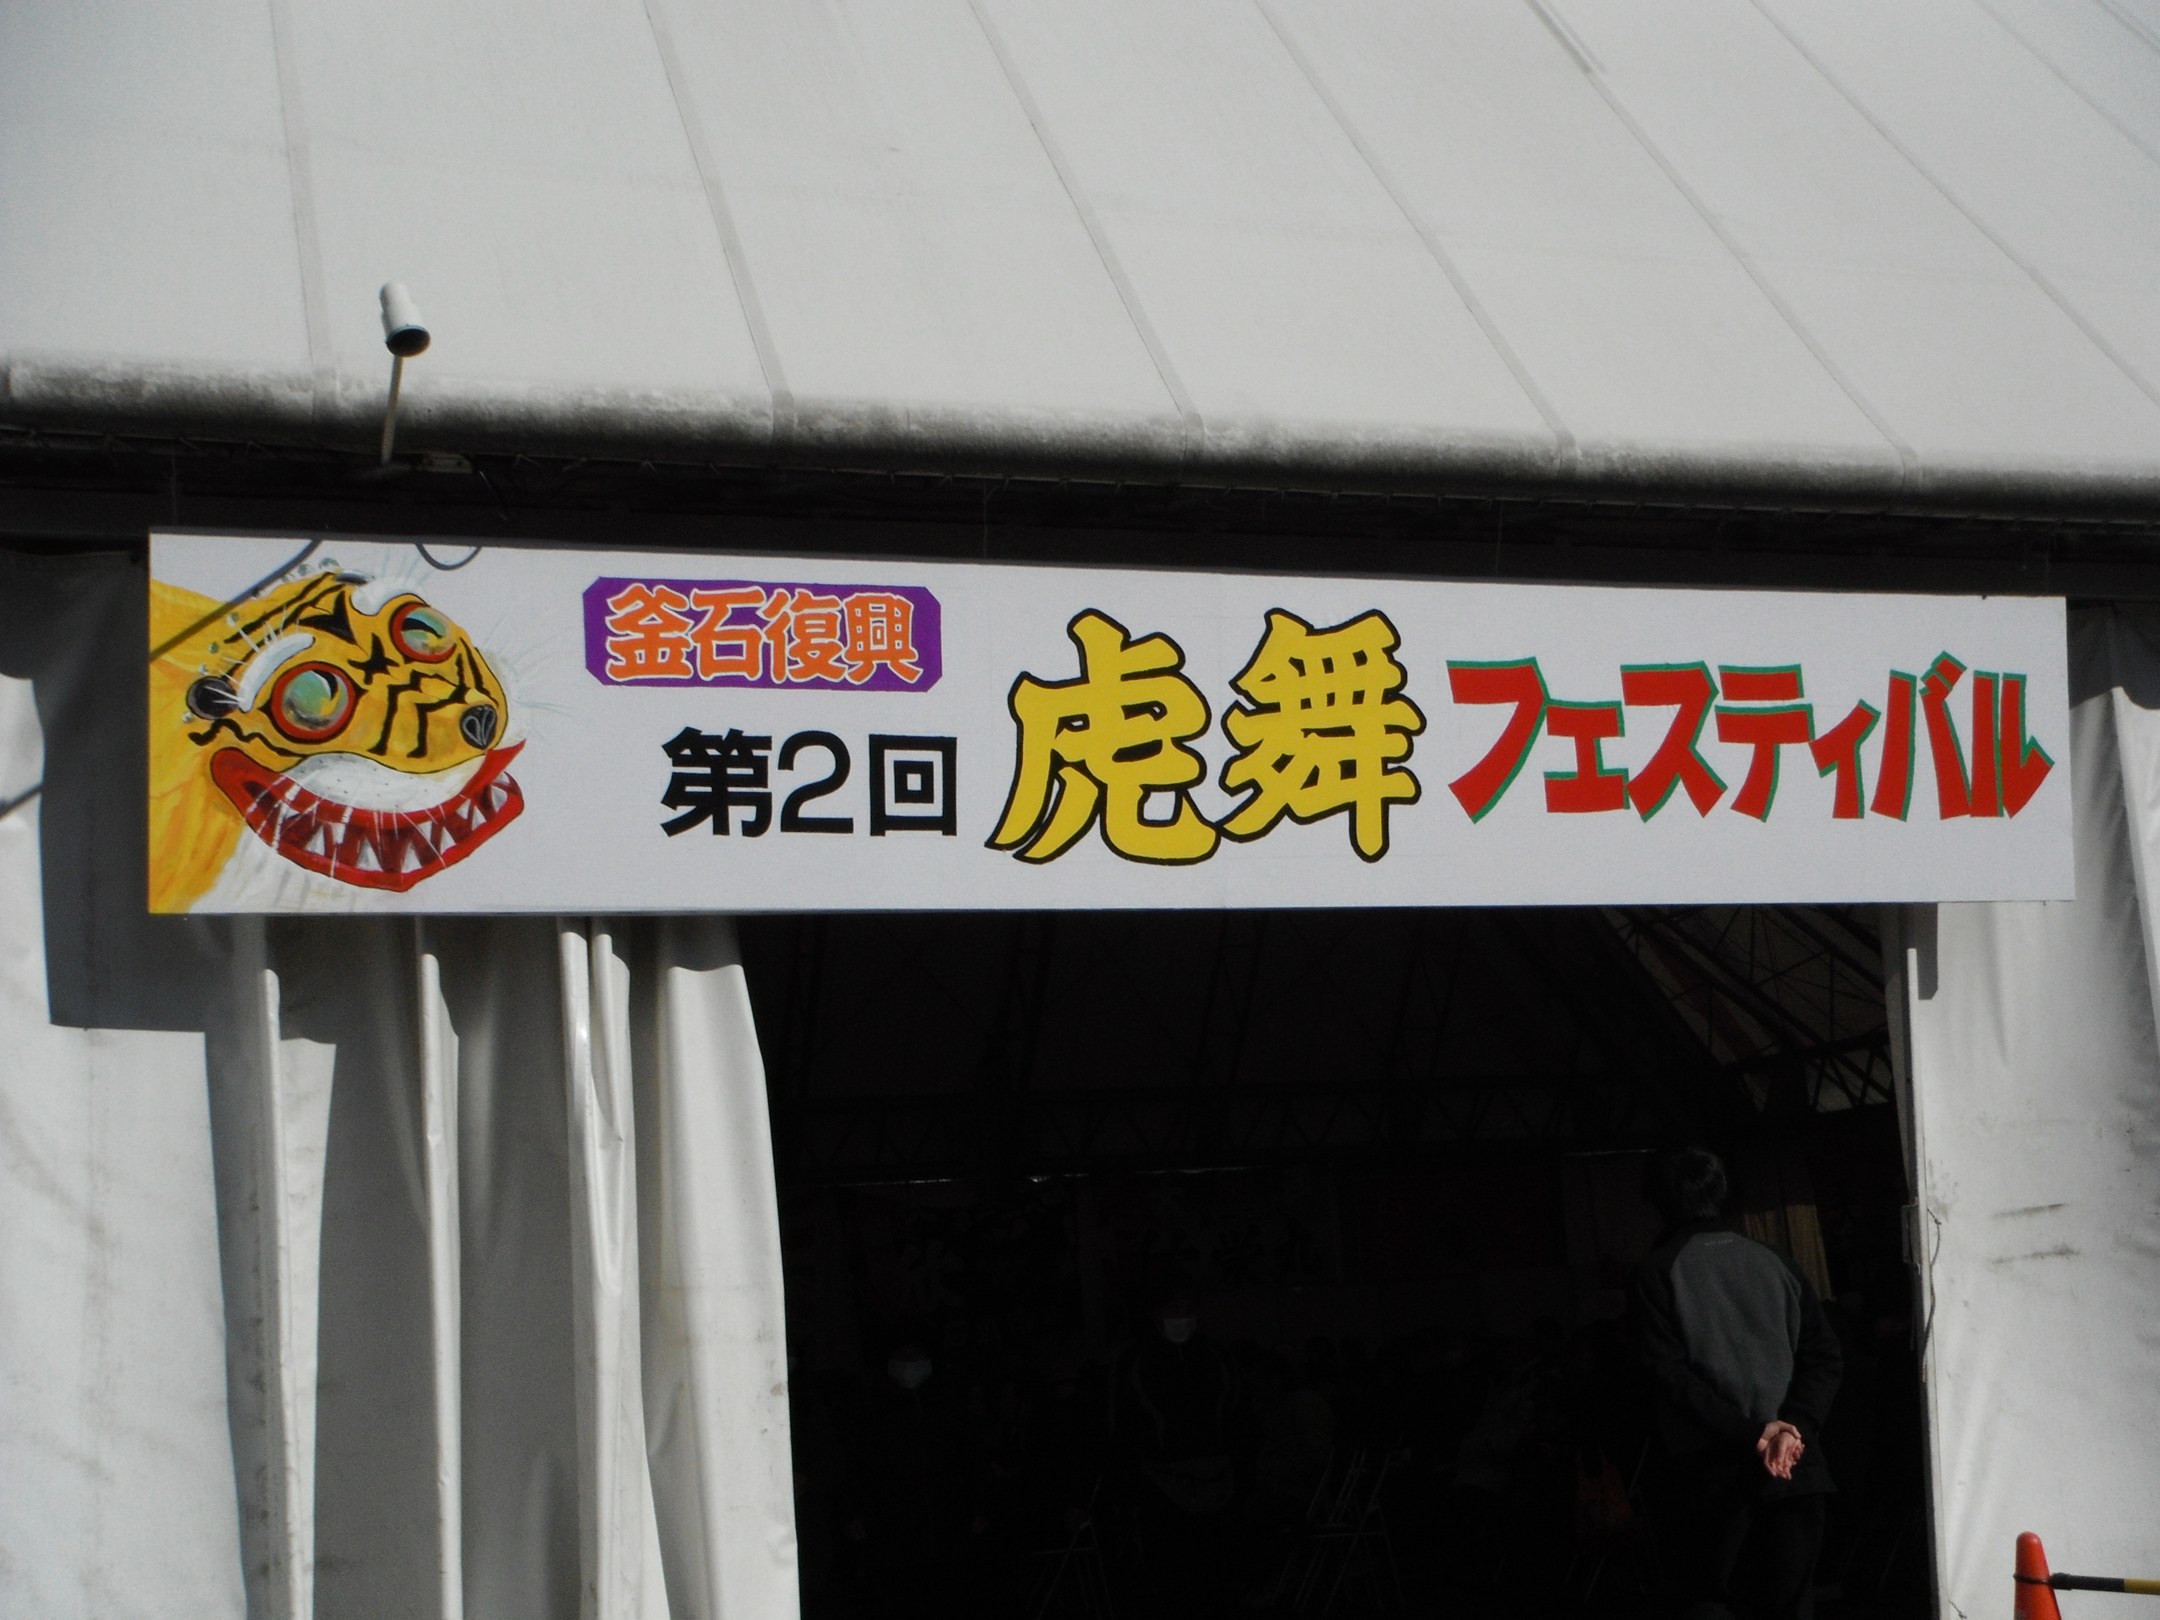 釜石復興
第2回 虎舞 フェスティバル